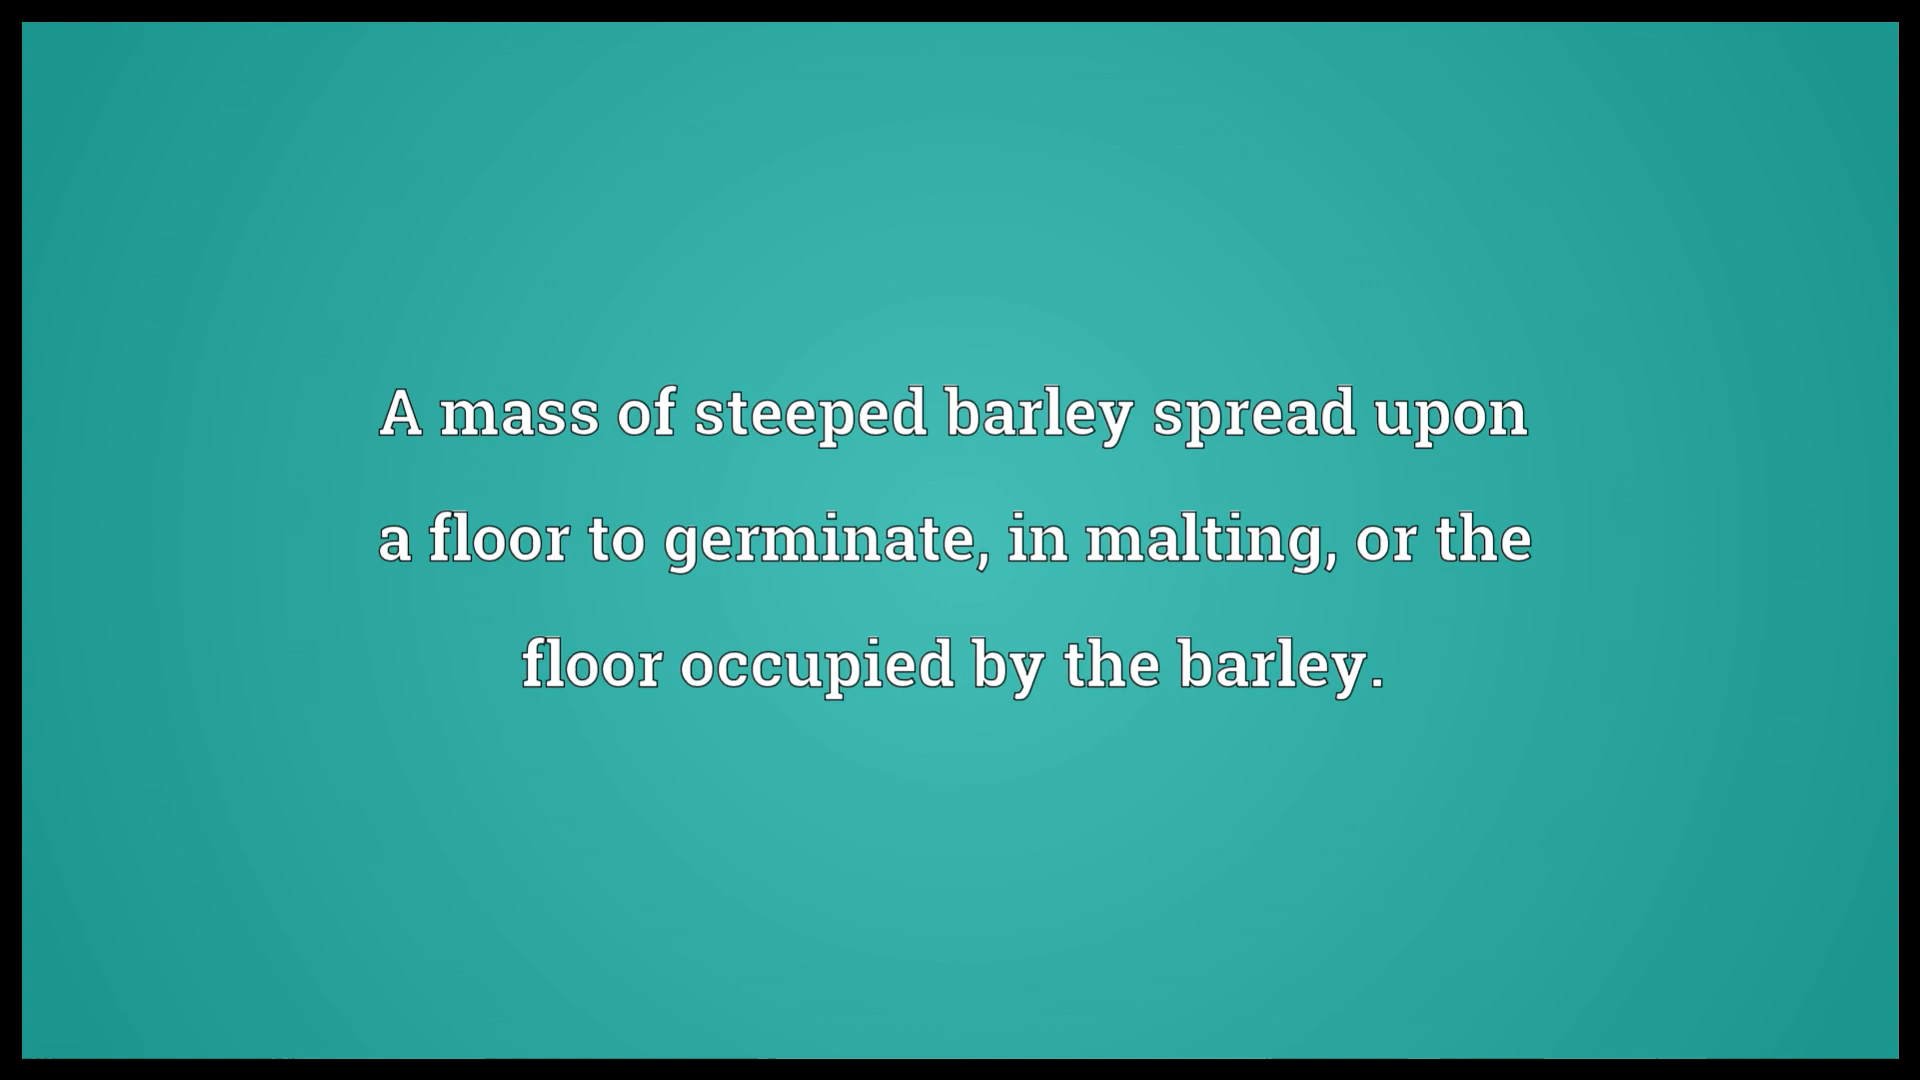 A mass of steeped barley spread upon
a floor to germinate, in malting, or the
floor occupied by the barley.